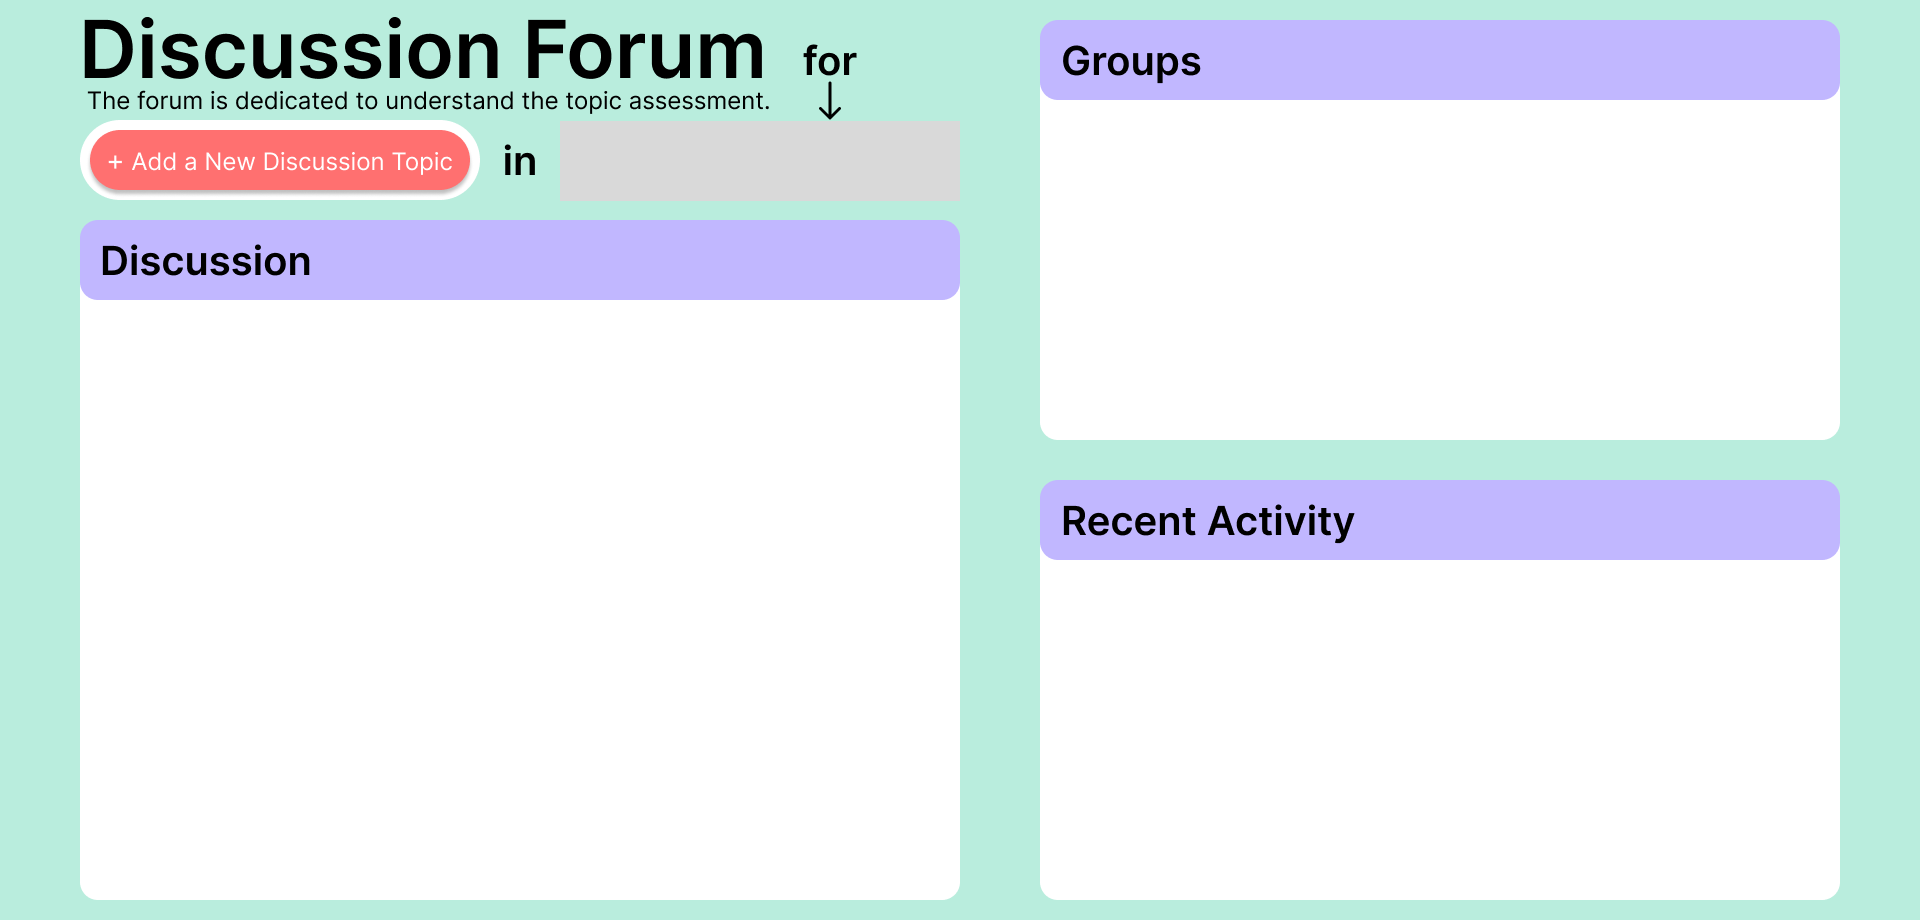 Discussion Forum for
The forum is dedicated to understand the topic assessment.
+ Add a New Discussion Topic in
Discussion
Groups
Recent Activity